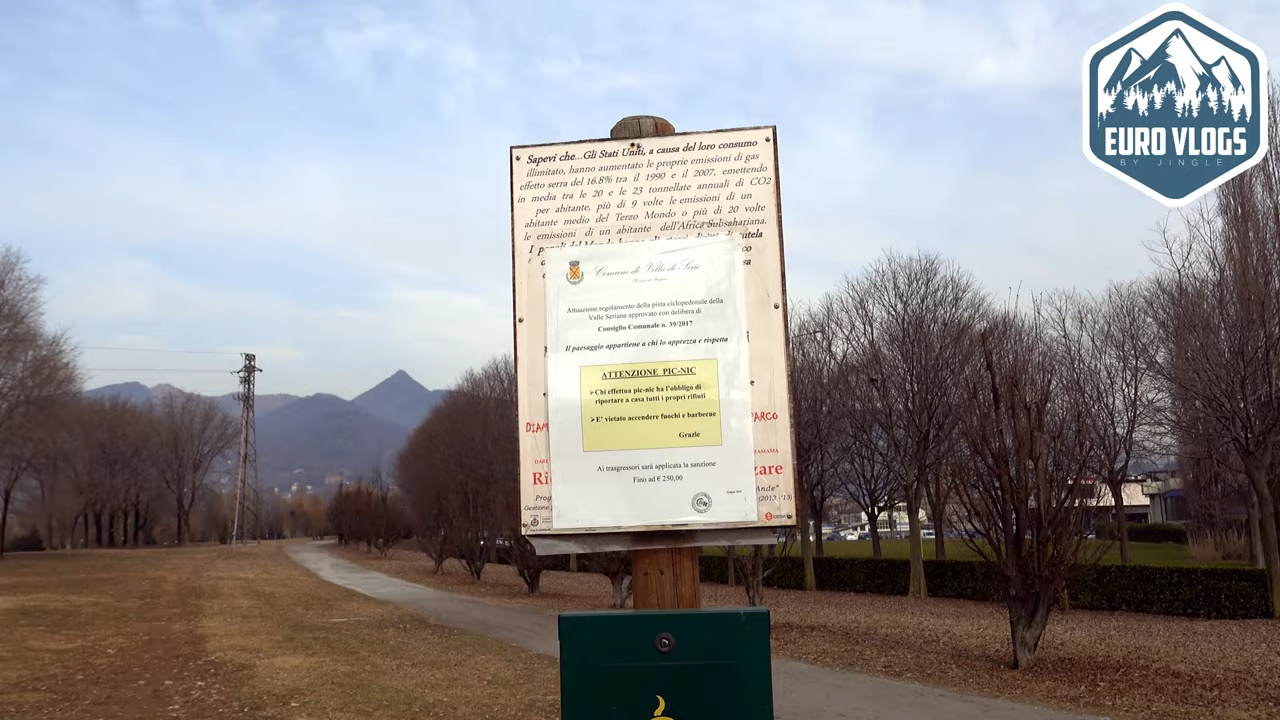 EURO VLOGS
BY JINGLE
Sapevi che...Gli Stati Uniti, a causa del loro consumo
illimitato, hanno aumentato le proprie emissioni di gas
effetto serra del 16.8% tra il 1990 e il 2007, emettendo
in media tra le 20 e le 23 tonnellate annuali di CO2
per abitante, più di 9 volte le emissioni di un
abitante medio del Terzo Mondo o più di 20 volte
le emissioni di un abitante dell'Africa Subsahariana.
Comune di Villa di Serio
Attuazione regolamento della pista ciclopedonale della
Valle Seriana approvato con delibera di
Consiglio Comunale n. 39/2017
Il paesaggio appartiene a chi lo apprezza e rispetta
ATTENZIONE PIC-NIC
➢Chi effettua pic-nic ha l'obbligo di
riportare a casa tutti i propri rifiuti
➢E' vietato accendere fuochi e barbecue
Grazie
Ai trasgressori sarà applicata la sanzione
Fino ad € 250,00